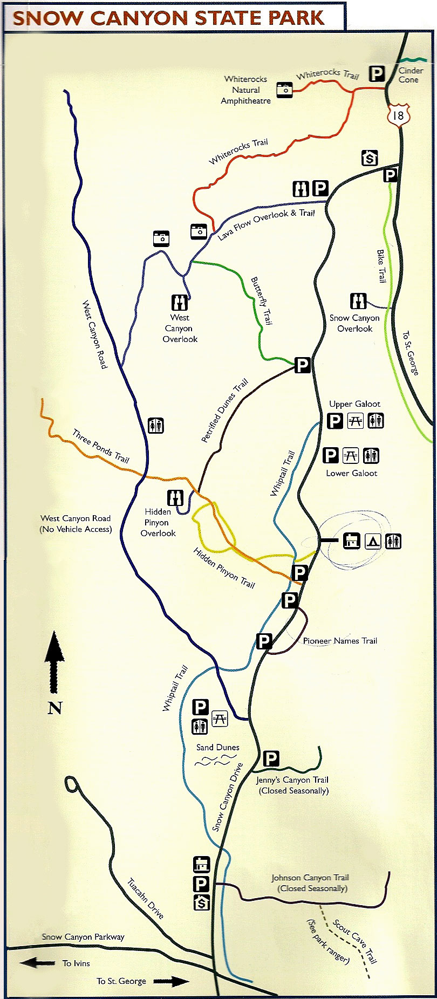 SNOW CANYON STATE PARK
Cinder
Cone
P
Whiterocks Trail
Whiterocks
Natural
Amphitheatre
18
Whiterocks Trail
$
P
P
Lava Flow Overlook & Trail
Bike Trail
Butterfly Trail
West Canyon Road
West
Canyon
Overlook
Snow Canyon
Overlook
To St. George
P
Petrified Dunes Trail
Upper Galoot
P
Three Ponds Trail
Whiptail Trail
P
Lower Galoot
West Canyon Road
(No Vehicle Access)
Hidden
Pinyon
Overlook
Hidden Pinyon Trail
P
P
P
Pioneer Names Trail
N
Whiptail Trail
P
Sand Dunes
P
Jenny's Canyon Trail
(Closed Seasonally)
Snow Canyon Drive
P
$
Johnson Canyon Trail
(Closed Seasonally)
Tuacahn Drive
Scout Cave Trail
(See park ranger)
Snow Canyon Parkway
To Ivins
To St. George